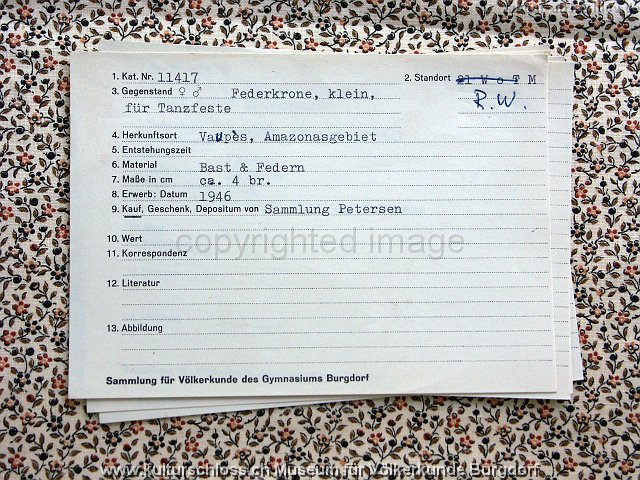 1. Kat. Nr. 11417 2. Standort 21 W o T M
3. Gegenstand ♀ ♂ Federkrone, klein, R.W.
für Tanzfeste
4. Herkunftsort Vaupès, Amazonasgebiet
5. Entstehungszeit
6. Material Bast & Federn
7. Maße in cm ca. 4 br.
8. Erwerb: Datum 1946
9. Kauf, Geschenk, Depositum von Sammlung Petersen
10. Wert
copyrighted image
11. Korrespondenz
12. Literatur
13. Abbildung
Sammlung für Völkerkunde des Gymnasiums Burgdorf
www.kulturschloss.ch Museum für Völkerkunde Burgdorf